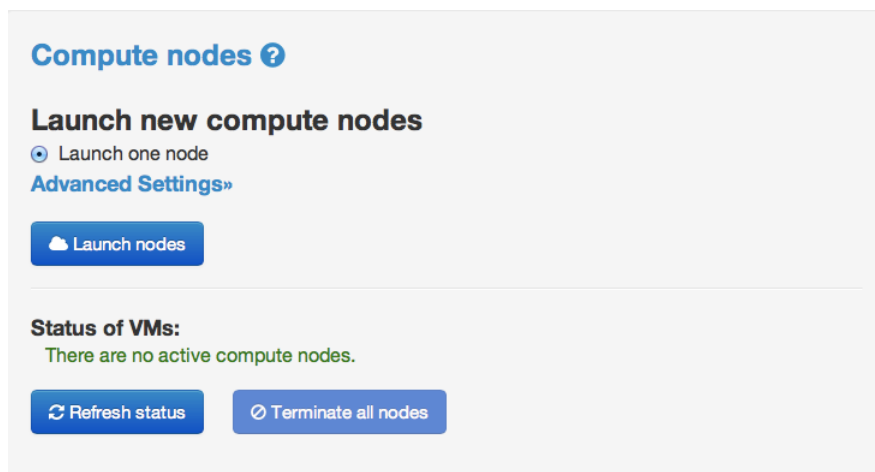 Compute nodes
Launch new compute nodes
Launch one node
Advanced Settings»
Launch nodes
Status of VMs:
There are no active compute nodes.
Refresh status
Terminate all nodes